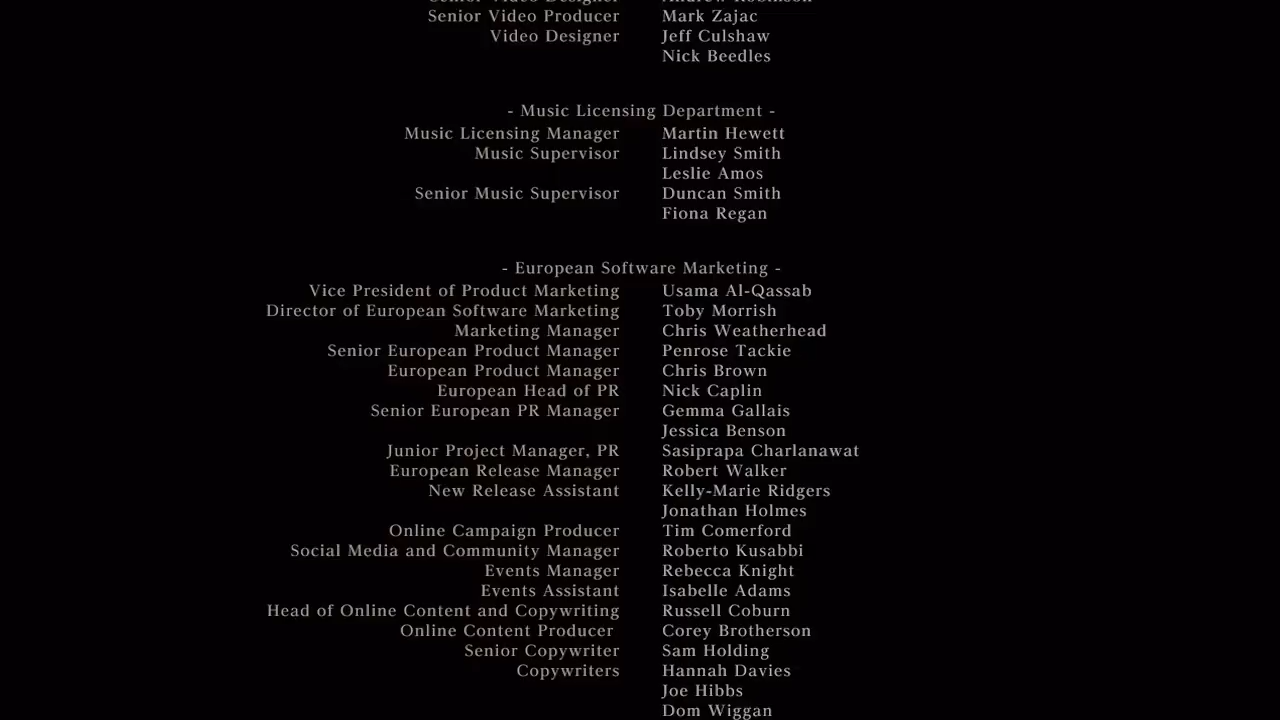 Senior Video Designer Andrew Robinson
Senior Video Producer Mark Zajac
Video Designer Jeff Culshaw
Nick Beedles
- Music Licensing Department -
Music Licensing Manager Martin Hewett
Music Supervisor Lindsey Smith
Leslie Amos
Senior Music Supervisor Duncan Smith
Fiona Regan
- European Software Marketing -
Vice President of Product Marketing Usama Al-Qassab
Director of European Software Marketing Toby Morrish
Marketing Manager Chris Weatherhead
Senior European Product Manager Penrose Tackie
European Product Manager Chris Brown
European Head of PR Nick Caplin
Senior European PR Manager Gemma Gallais
Jessica Benson
Junior Project Manager, PR Sasiprapa Charlanawat
European Release Manager Robert Walker
New Release Assistant Kelly-Marie Ridgers
Jonathan Holmes
Online Campaign Producer Tim Comerford
Social Media and Community Manager Roberto Kusabbi
Events Manager Rebecca Knight
Events Assistant Isabelle Adams
Head of Online Content and Copywriting Russell Coburn
Online Content Producer Corey Brotherson
Senior Copywriter Sam Holding
Copywriters Hannah Davies
Joe Hibbs
Dom Wiggan